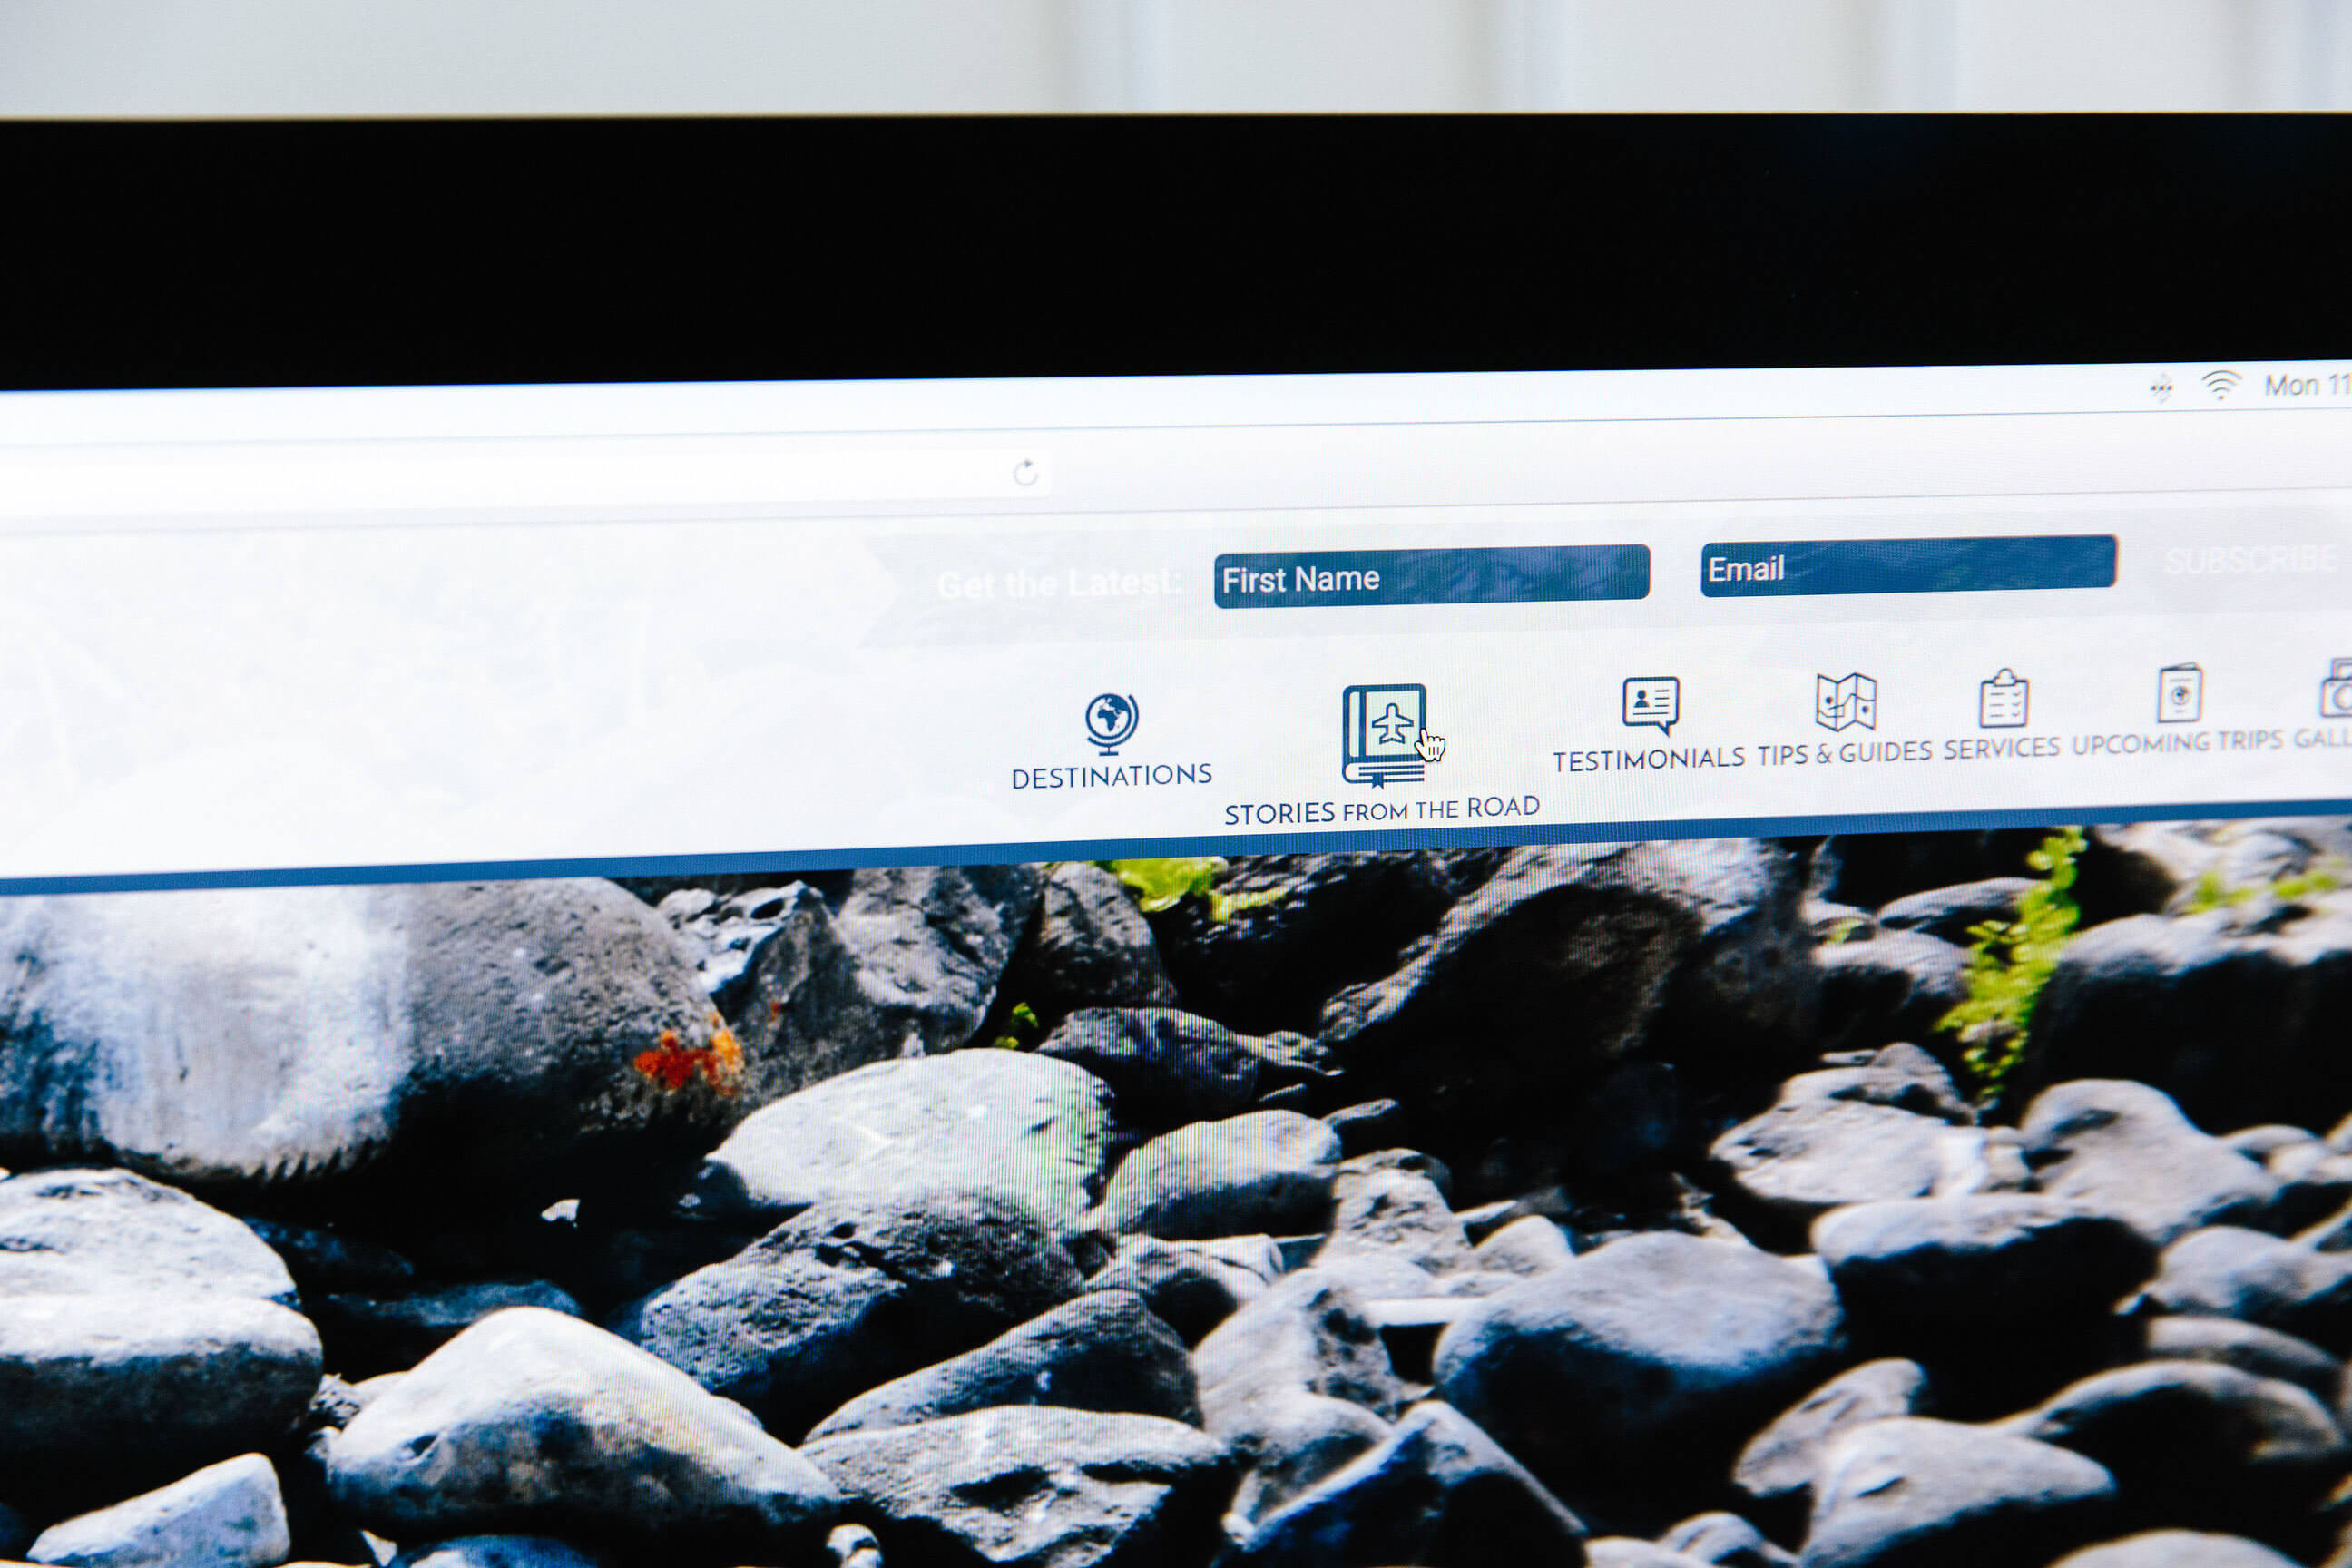 Mon 11
Get the Latest:
First Name
Email
SUBSCRIBE
DESTINATIONS
STORIES FROM THE ROAD
TESTIMONIALS
TIPS & GUIDES
SERVICES
UPCOMING TRIPS
GALL